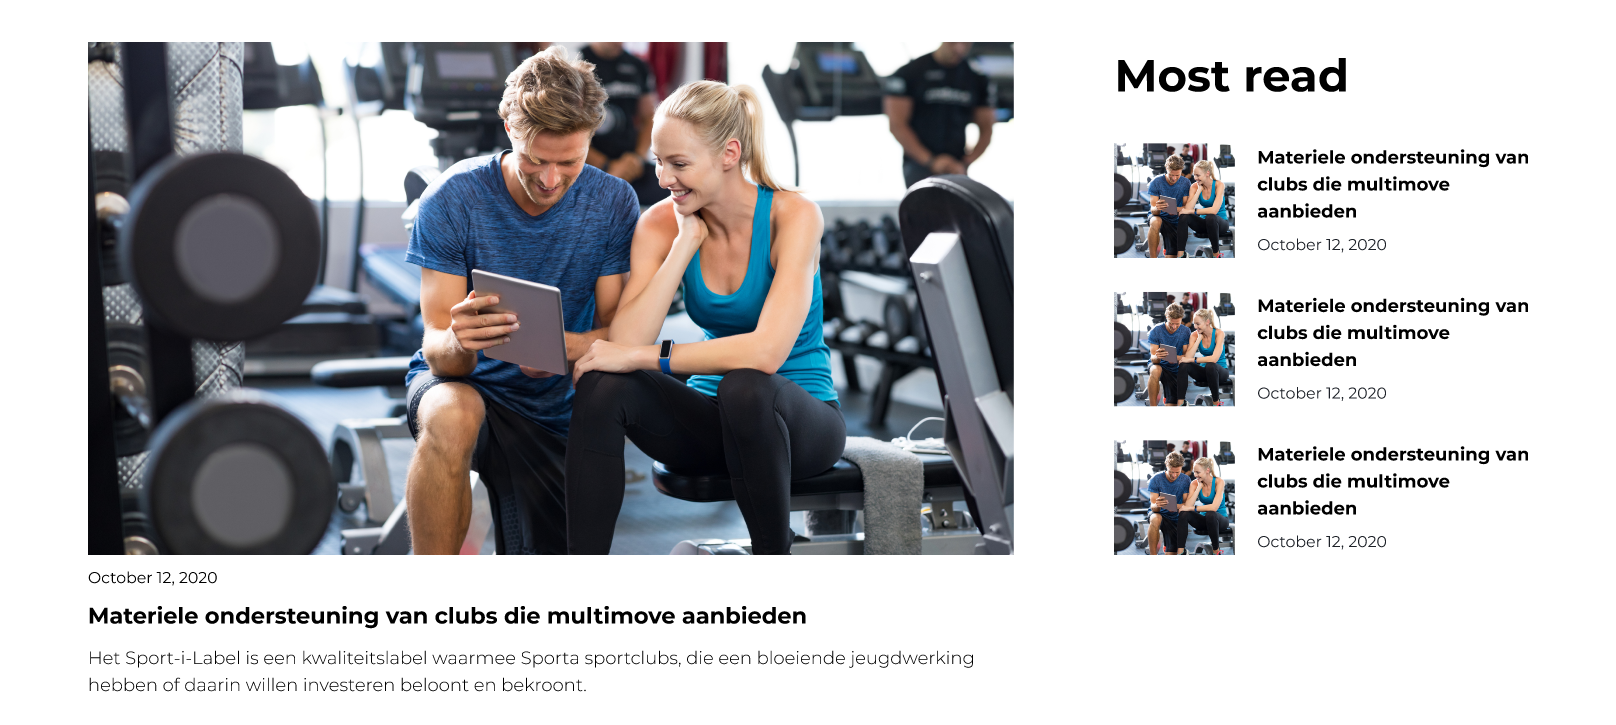 October 12, 2020
Materiele ondersteuning van clubs die multimove aanbieden
Het Sport-i-Label is een kwaliteitslabel waarmee Sporta sportclubs, die een bloeiende jeugdwerking
hebben of daarin willen investeren beloont en bekroont.
Most read
Materiele ondersteuning van
clubs die multimove
aanbieden
October 12, 2020
Materiele ondersteuning van
clubs die multimove
aanbieden
October 12, 2020
Materiele ondersteuning van
clubs die multimove
aanbieden
October 12, 2020